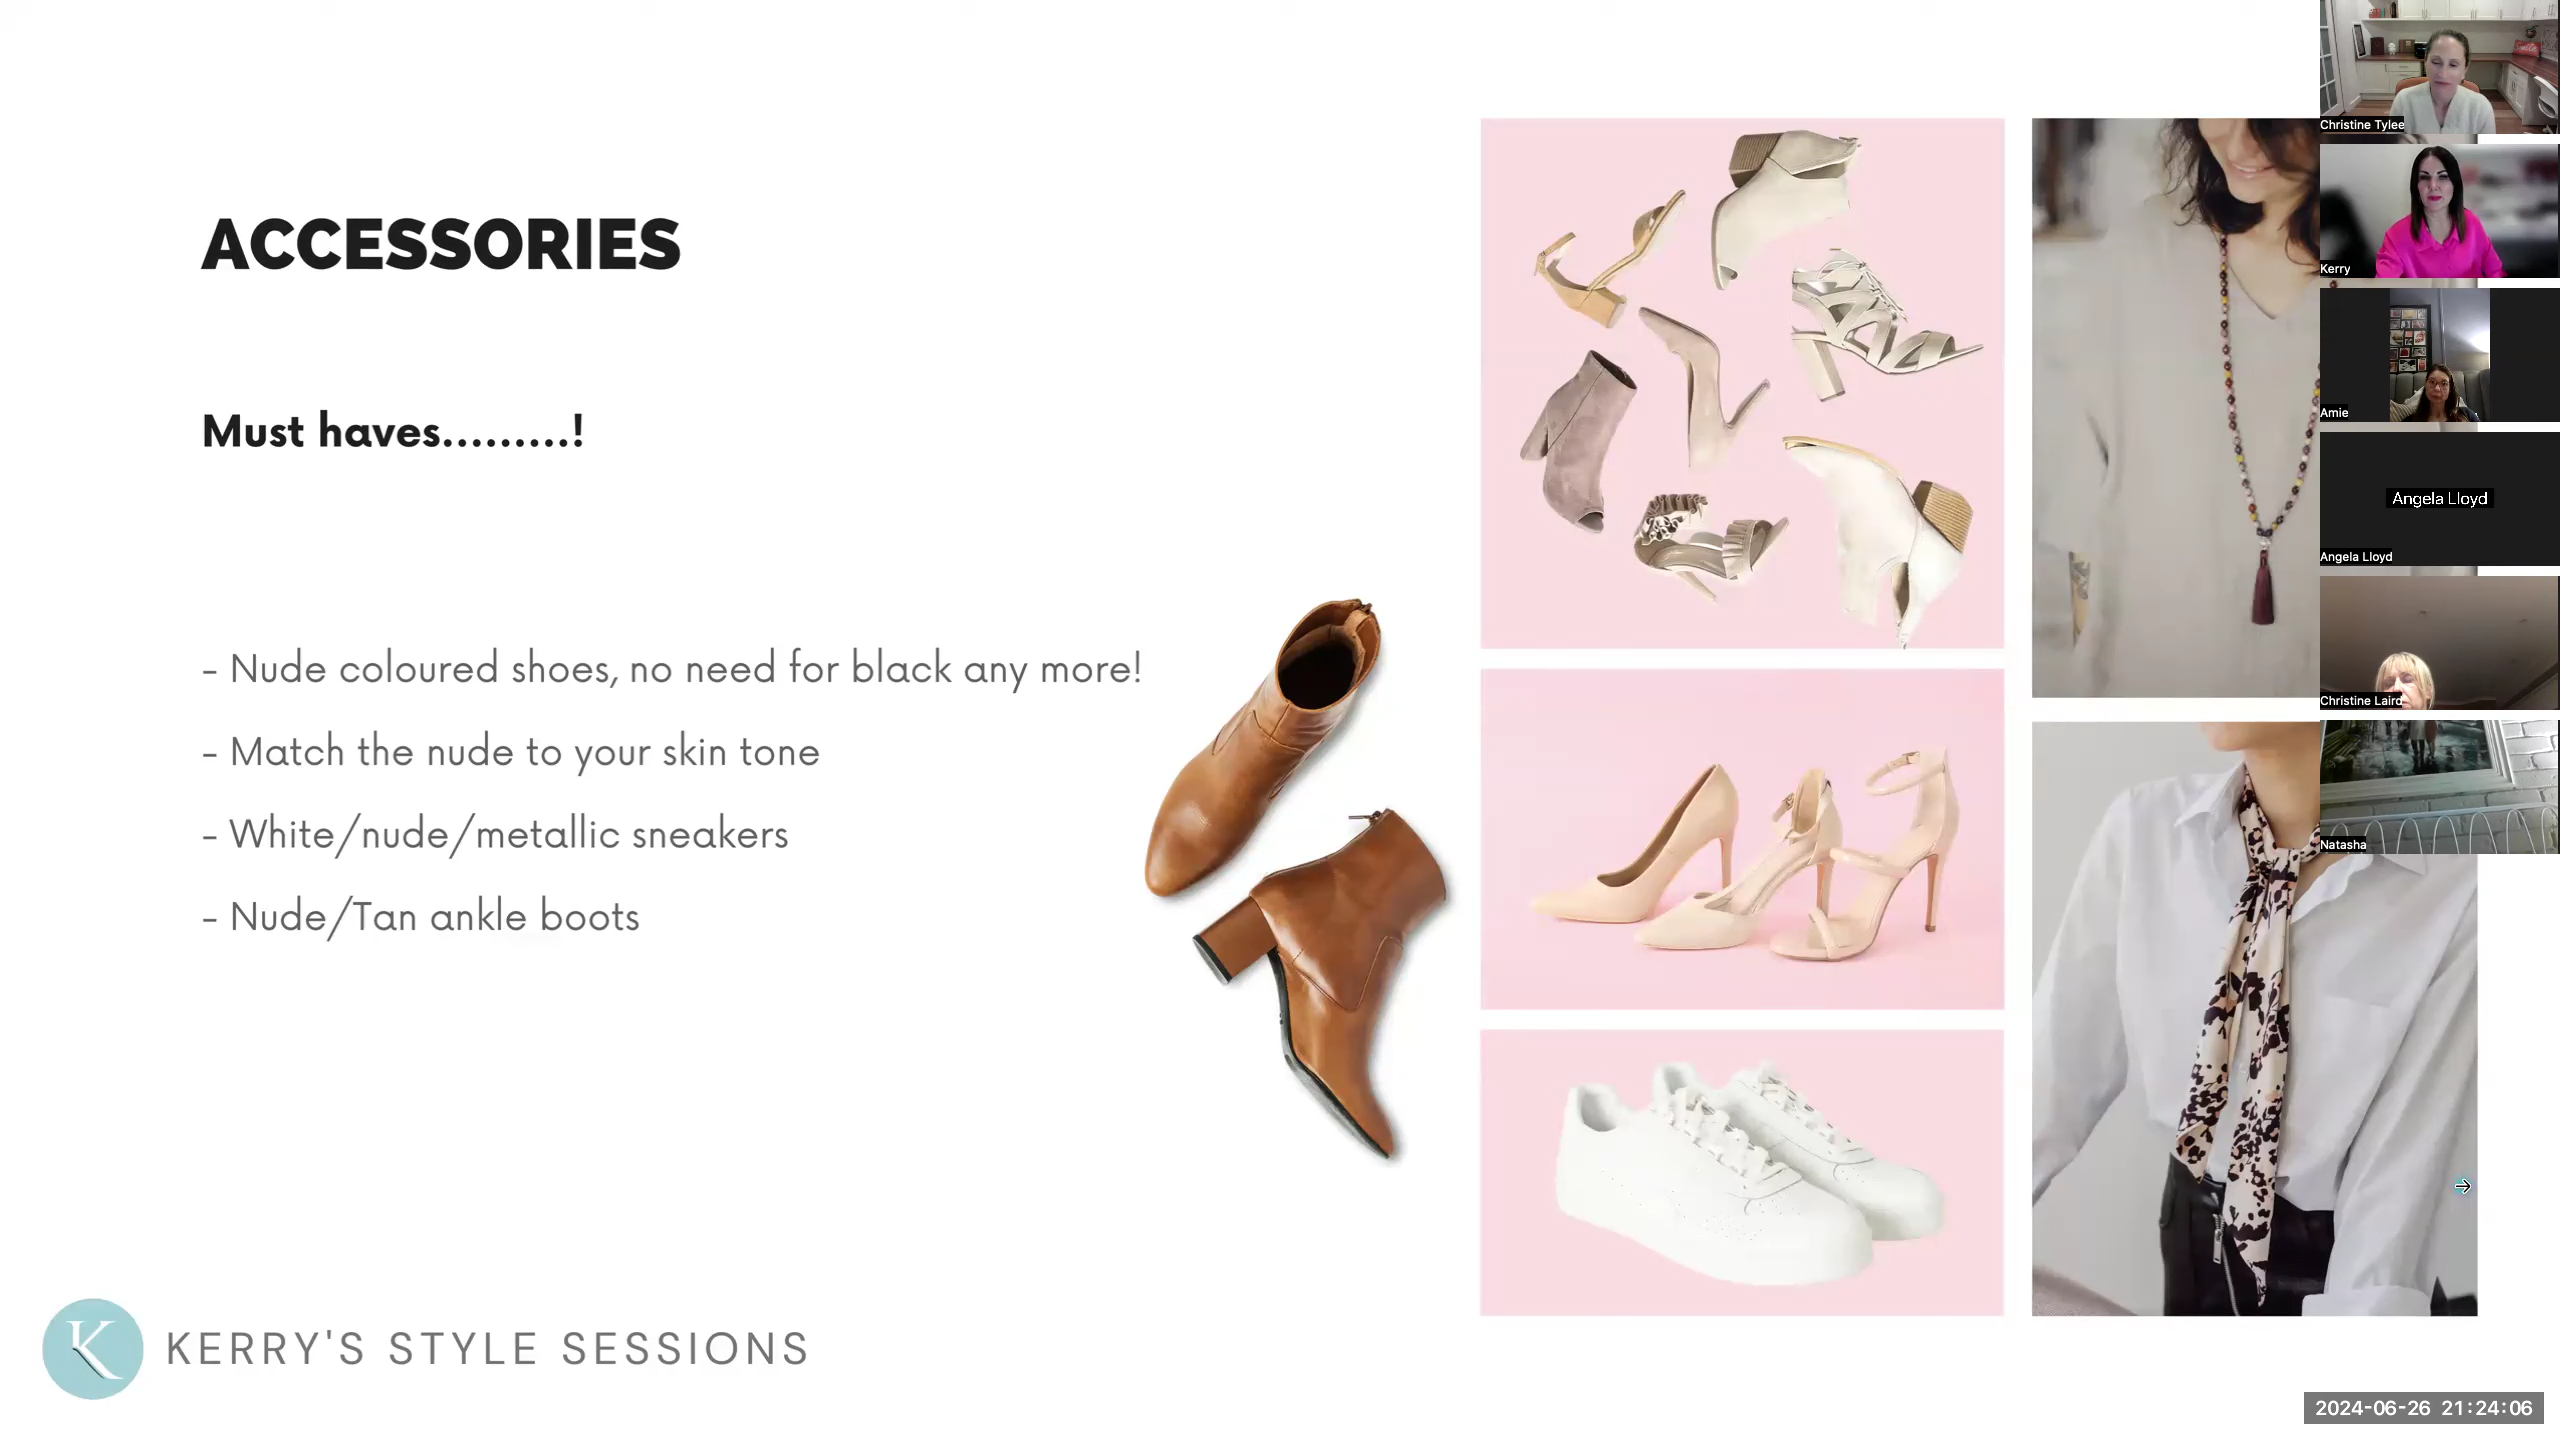 ACCESSORIES
Must haves.........!
- Nude coloured shoes, no need for black any more!
- Match the nude to your skin tone
- White/nude/metallic sneakers
- Nude/Tan ankle boots
K KERRY'S STYLE SESSIONS
Christine Tylee
Kerry
Amie
Angela Lloyd
Angela Lloyd
Christine Laird
Natasha
2024-06-26 21:24:06